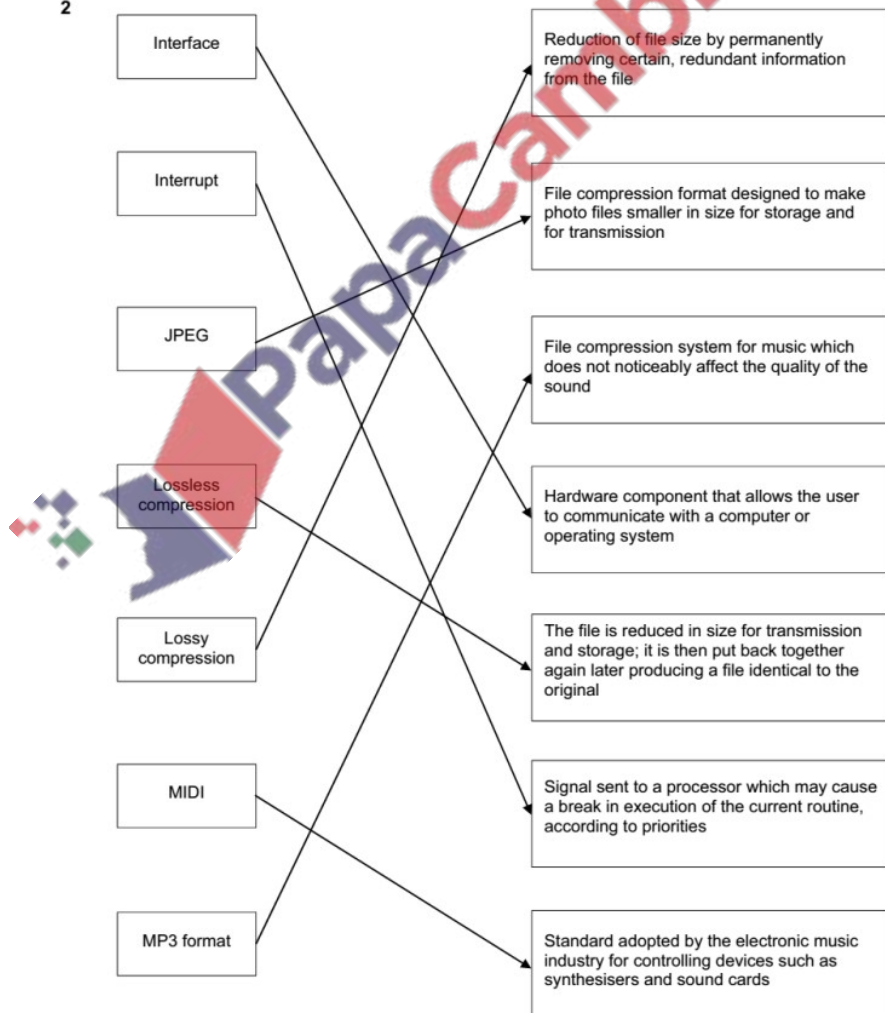 2
Interface
Interrupt
JPEG
Lossless
compression
Lossy
compression
MIDI
MP3 format
Reduction of file size by permanently
removing certain, redundant information
from the file
File compression format designed to make
photo files smaller in size for storage and
for transmission
File compression system for music which
does not noticeably affect the quality of the
sound
Hardware component that allows the user
to communicate with a computer or
operating system
The file is reduced in size for transmission
and storage; it is then put back together
again later producing a file identical to the
original
Signal sent to a processor which may cause
a break in execution of the current routine,
according to priorities
Standard adopted by the electronic music
industry for controlling devices such as
synthesisers and sound cards
PapaCambri